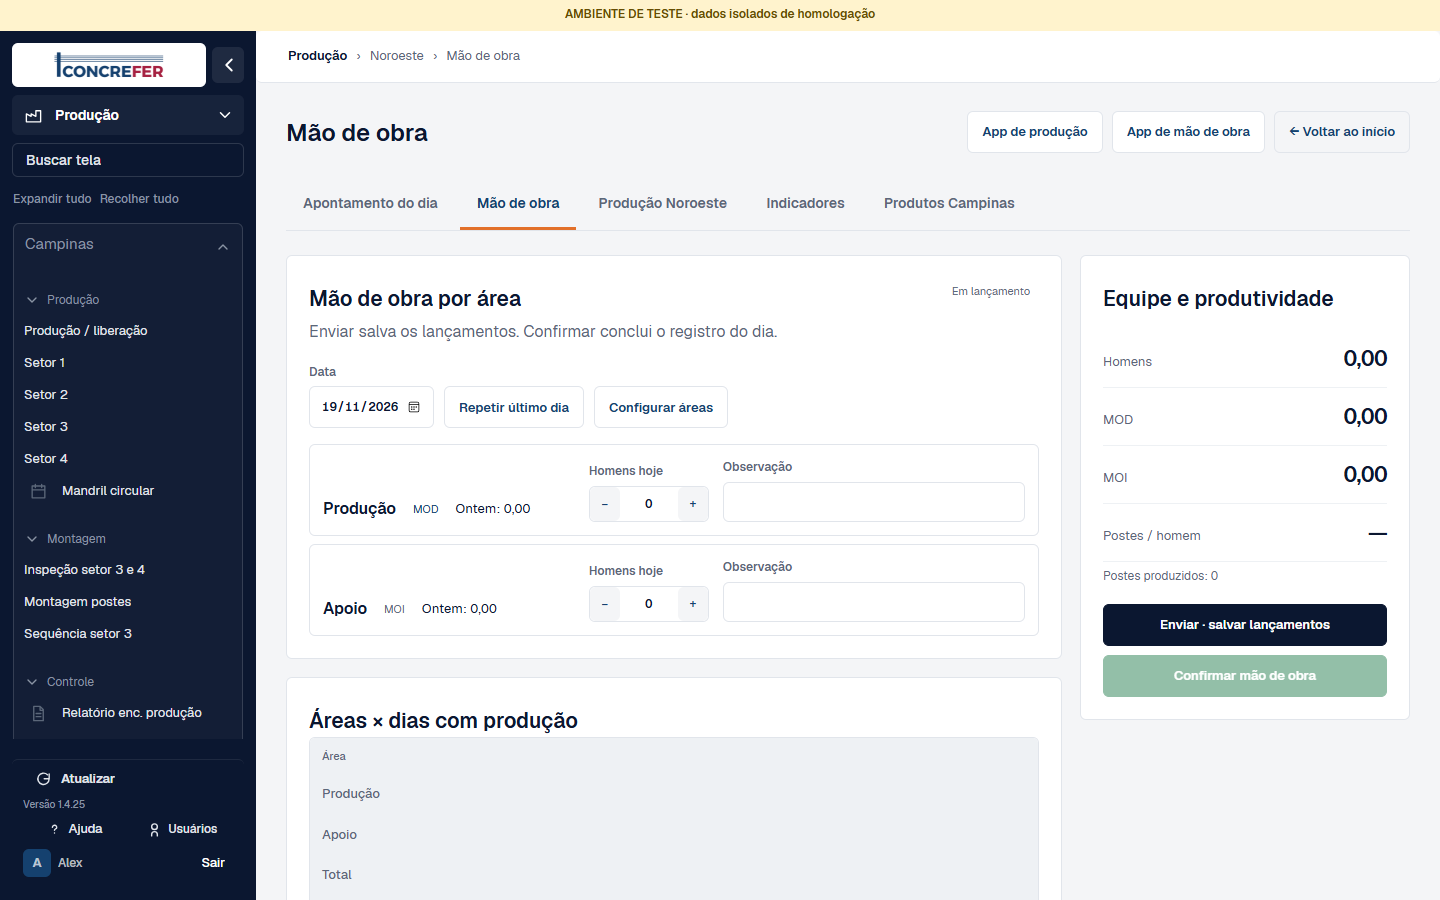 AMBIENTE DE TESTE · dados isolados de homologação
CONCREFER
Produção
Buscar tela
Expandir tudo Recolher tudo
Campinas
Produção
Produção / liberação
Setor 1
Setor 2
Setor 3
Setor 4
Mandril circular
Montagem
Inspeção setor 3 e 4
Montagem postes
Sequência setor 3
Controle
Relatório enc. produção
Atualizar
Versão 1.4.25
? Ajuda Usuários
A Alex Sair
Produção › Noroeste › Mão de obra
Mão de obra
App de produção App de mão de obra ← Voltar ao início
Apontamento do dia Mão de obra Produção Noroeste Indicadores Produtos Campinas
Mão de obra por área
Em lançamento
Enviar salva os lançamentos. Confirmar conclui o registro do dia.
Data
19/11/2026 Repetir último dia Configurar áreas
Homens hoje Observação
Produção MOD Ontem: 0,00 − 0 +
Homens hoje Observação
Apoio MOI Ontem: 0,00 − 0 +
Áreas × dias com produção
Área
Produção
Apoio
Total
Equipe e produtividade
Homens 0,00
MOD 0,00
MOI 0,00
Postes / homem —
Postes produzidos: 0
Enviar · salvar lançamentos
Confirmar mão de obra